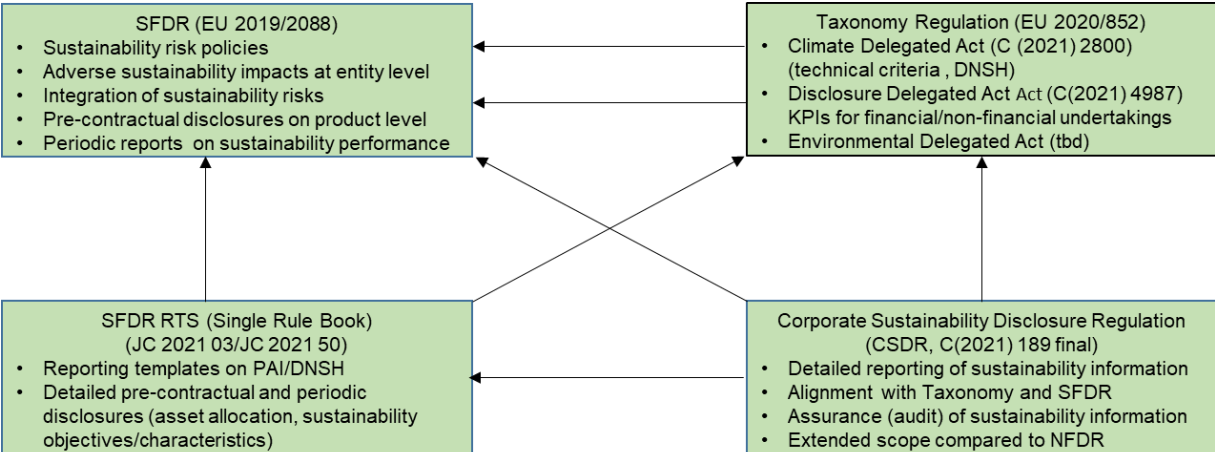 SFDR (EU 2019/2088)
• Sustainability risk policies
• Adverse sustainability impacts at entity level
• Integration of sustainability risks
• Pre-contractual disclosures on product level
• Periodic reports on sustainability performance
Taxonomy Regulation (EU 2020/852)
• Climate Delegated Act (C (2021) 2800)
(technical criteria , DNSH)
• Disclosure Delegated Act Act (C(2021) 4987)
KPIs for financial/non-financial undertakings
• Environmental Delegated Act (tbd)
SFDR RTS (Single Rule Book)
(JC 2021 03/JC 2021 50)
• Reporting templates on PAI/DNSH
• Detailed pre-contractual and periodic
disclosures (asset allocation, sustainability
objectives/characteristics)
Corporate Sustainability Disclosure Regulation
(CSDR, C(2021) 189 final)
• Detailed reporting of sustainability information
• Alignment with Taxonomy and SFDR
• Assurance (audit) of sustainability information
• Extended scope compared to NFDR